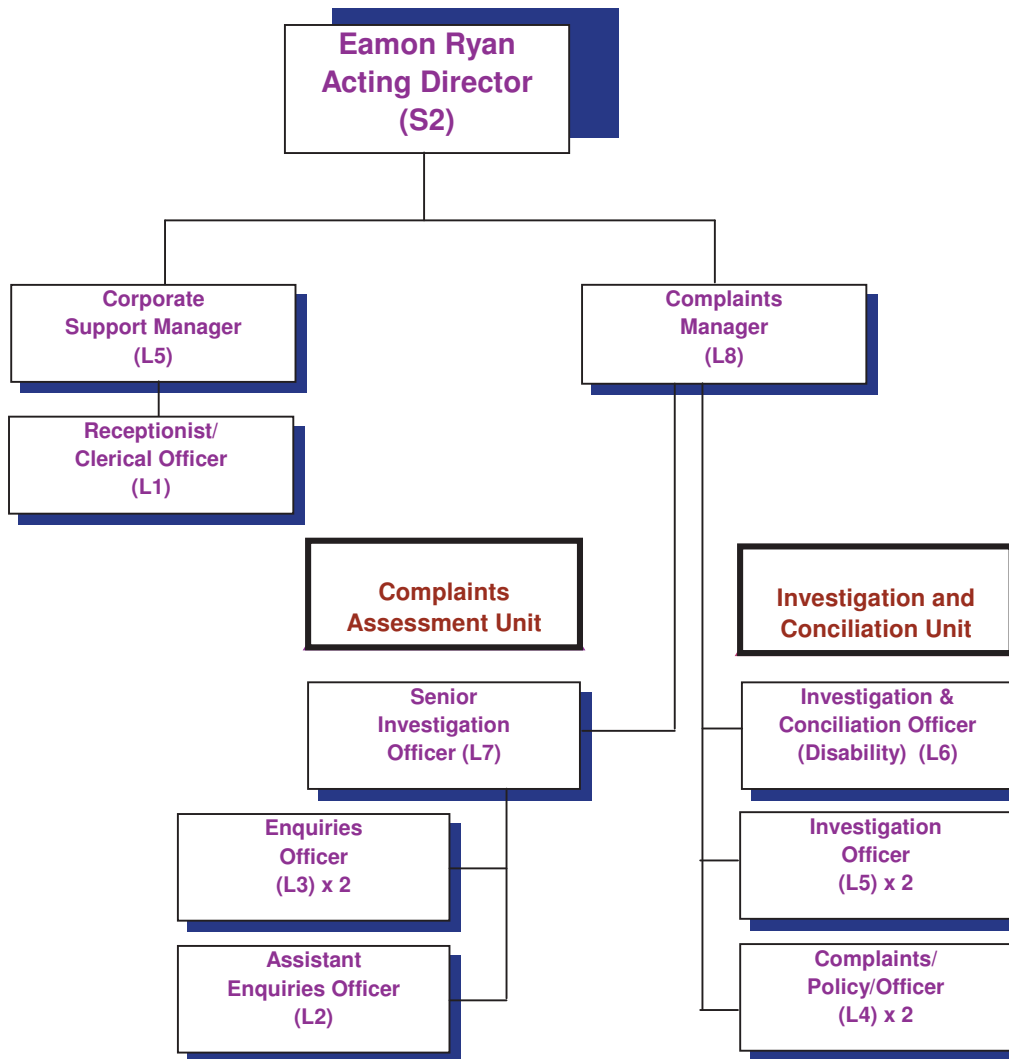 Eamon Ryan
Acting Director
(S2)
Corporate
Support Manager
(L5)
Complaints
Manager
(L8)
Receptionist/
Clerical Officer
(L1)
Complaints
Assessment Unit
Investigation and
Conciliation Unit
Senior
Investigation
Officer (L7)
Investigation &
Conciliation Officer
(Disability) (L6)
Enquiries
Officer
(L3) x 2
Investigation
Officer
(L5) x 2
Assistant
Enquiries Officer
(L2)
Complaints/
Policy/Officer
(L4) x 2